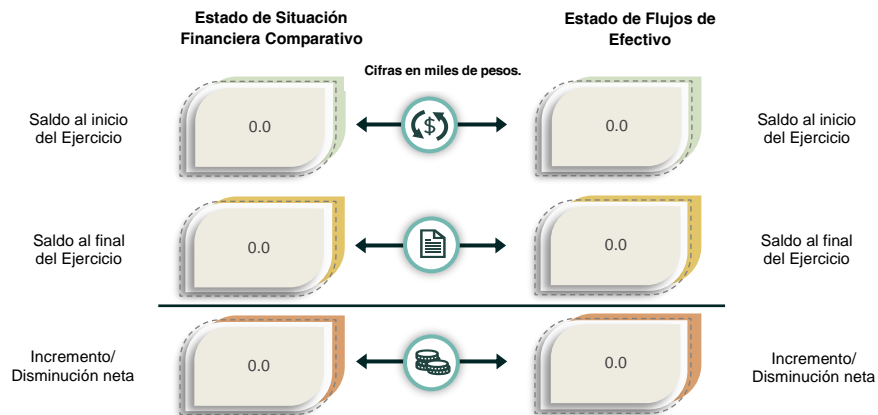 Estado de Situación
Financiera Comparativo
Estado de Flujos de
Efectivo
Cifras en miles de pesos.
Saldo al inicio
del Ejercicio
0.0
$
0.0
Saldo al inicio
del Ejercicio
Saldo al final
del Ejercicio
0.0
0.0
Saldo al final
del Ejercicio
Incremento/
Disminución neta
0.0
0.0
Incremento/
Disminución neta